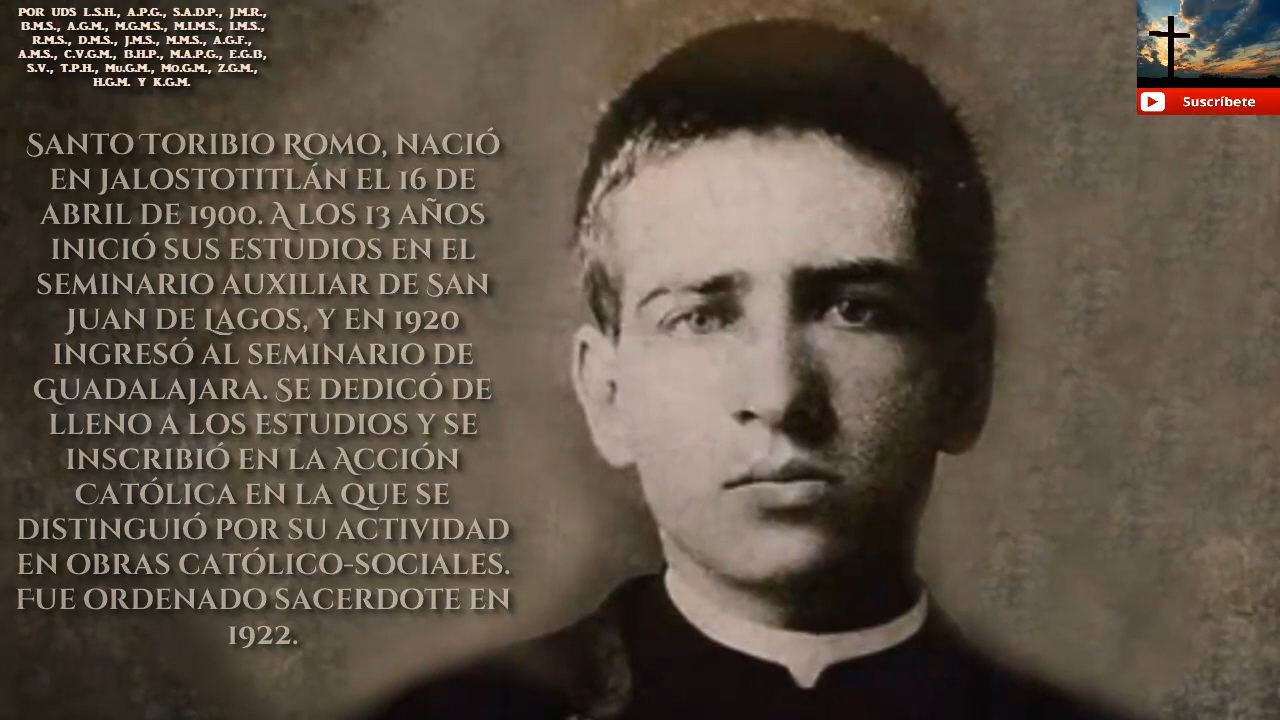 POR UDS L.S.H., A.P.G., S.A.D.P., J.M.R.,
B.M.S., A.G.M., M.G.M.S., M.I.M.S., I.M.S.,
R.M.S., D.M.S., J.M.S., M.M.S., A.G.F.,
A.M.S., C.V.G.M., B.H.P., M.A.P.G., E.G.B,
S.V., T.P.H., Mu.G.M., Mo.G.M., Z.G.M.,
H.G.M. Y K.G.M.
Suscríbete
Santo Toribio Romo, nació
en Jalostotitlán el 16 de
abril de 1900. A los 13 años
inició sus estudios en el
seminario auxiliar de San
Juan de Lagos, y en 1920
ingresó al seminario de
Guadalajara. Se dedicó de
lleno a los estudios y se
inscribió en la Acción
Católica en la que se
distinguió por su actividad
en obras católico-sociales.
Fue ordenado sacerdote en
1922.